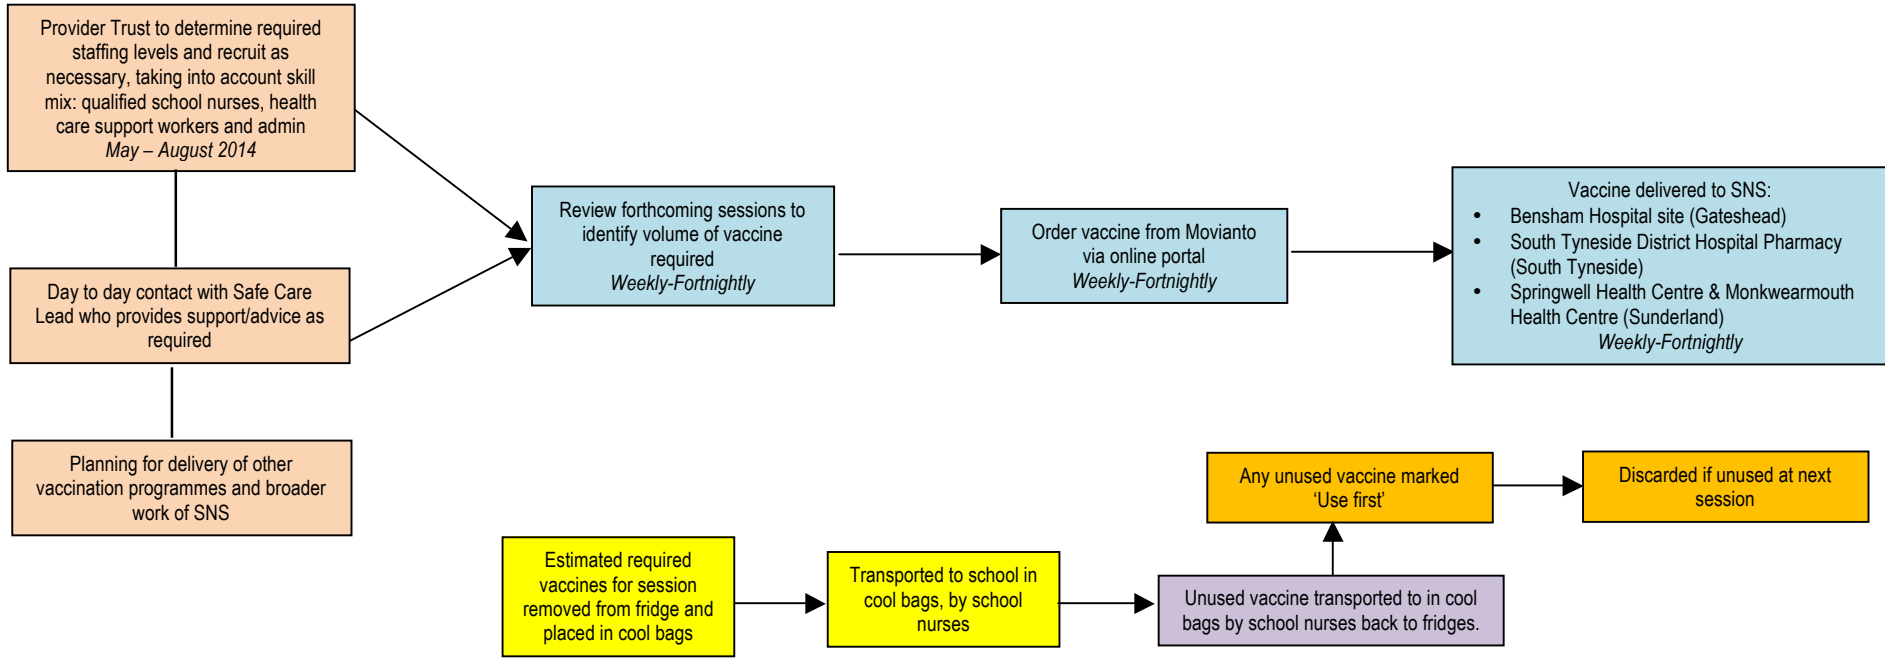 Provider Trust to determine required
staffing levels and recruit as
necessary, taking into account skill
mix: qualified school nurses, health
care support workers and admin
May – August 2014
Day to day contact with Safe Care
Lead who provides support/advice as
required
Planning for delivery of other
vaccination programmes and broader
work of SNS
Review forthcoming sessions to
identify volume of vaccine
required
Weekly-Fortnightly
Order vaccine from Movianto
via online portal
Weekly-Fortnightly
Vaccine delivered to SNS:
• Bensham Hospital site (Gateshead)
• South Tyneside District Hospital Pharmacy
(South Tyneside)
• Springwell Health Centre & Monkwearmouth
Health Centre (Sunderland)
Weekly-Fortnightly
Estimated required
vaccines for session
removed from fridge and
placed in cool bags
Transported to school in
cool bags, by school
nurses
Unused vaccine transported to in cool
bags by school nurses back to fridges.
Any unused vaccine marked
‘Use first’
Discarded if unused at next
session